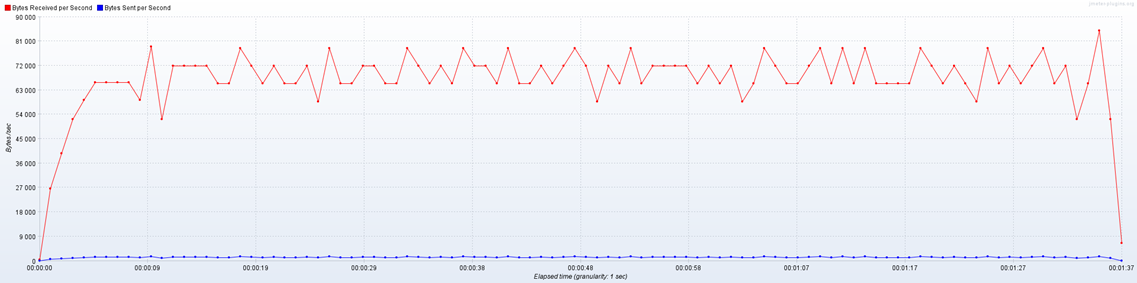 jmeter-plugins.org
Bytes Received per Second Bytes Sent per Second
90 000
81 000
72 000
63 000
54 000
45 000
36 000
27 000
18 000
9 000
0
Bytes /sec
00:00:00 00:00:09 00:00:19 00:00:29 00:00:38 00:00:48 00:00:58 00:01:07 00:01:17 00:01:27 00:01:37
Elapsed time (granularity: 1 sec)